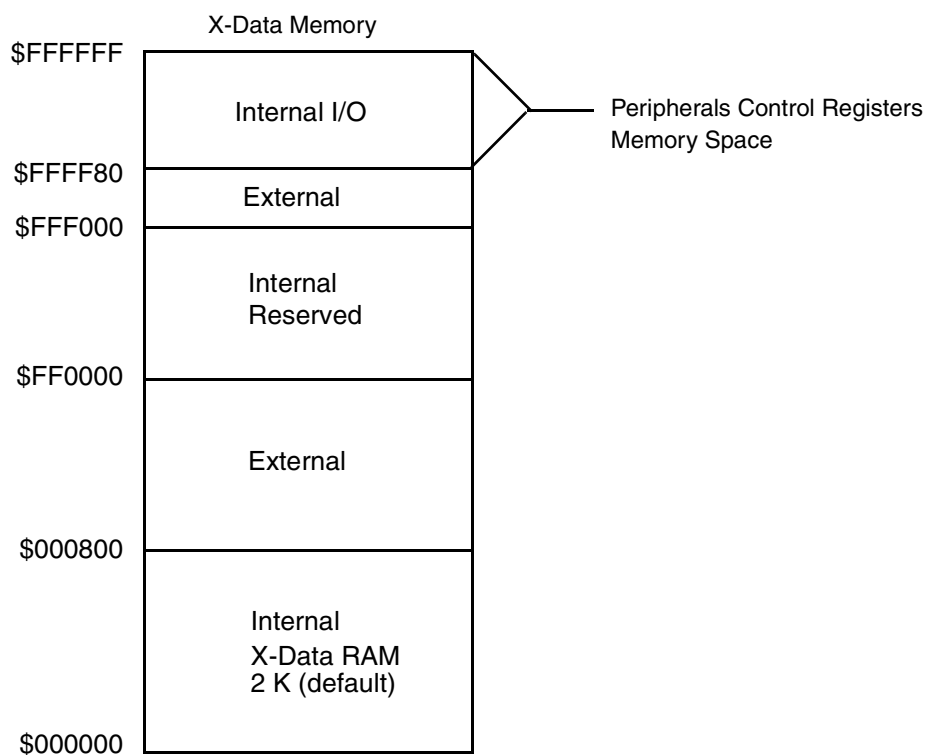 X-Data Memory
$FFFFFF
Internal I/O
Peripherals Control Registers
Memory Space
$FFFF80
External
$FFF000
Internal
Reserved
$FF0000
External
$000800
Internal
X-Data RAM
2 K (default)
$000000